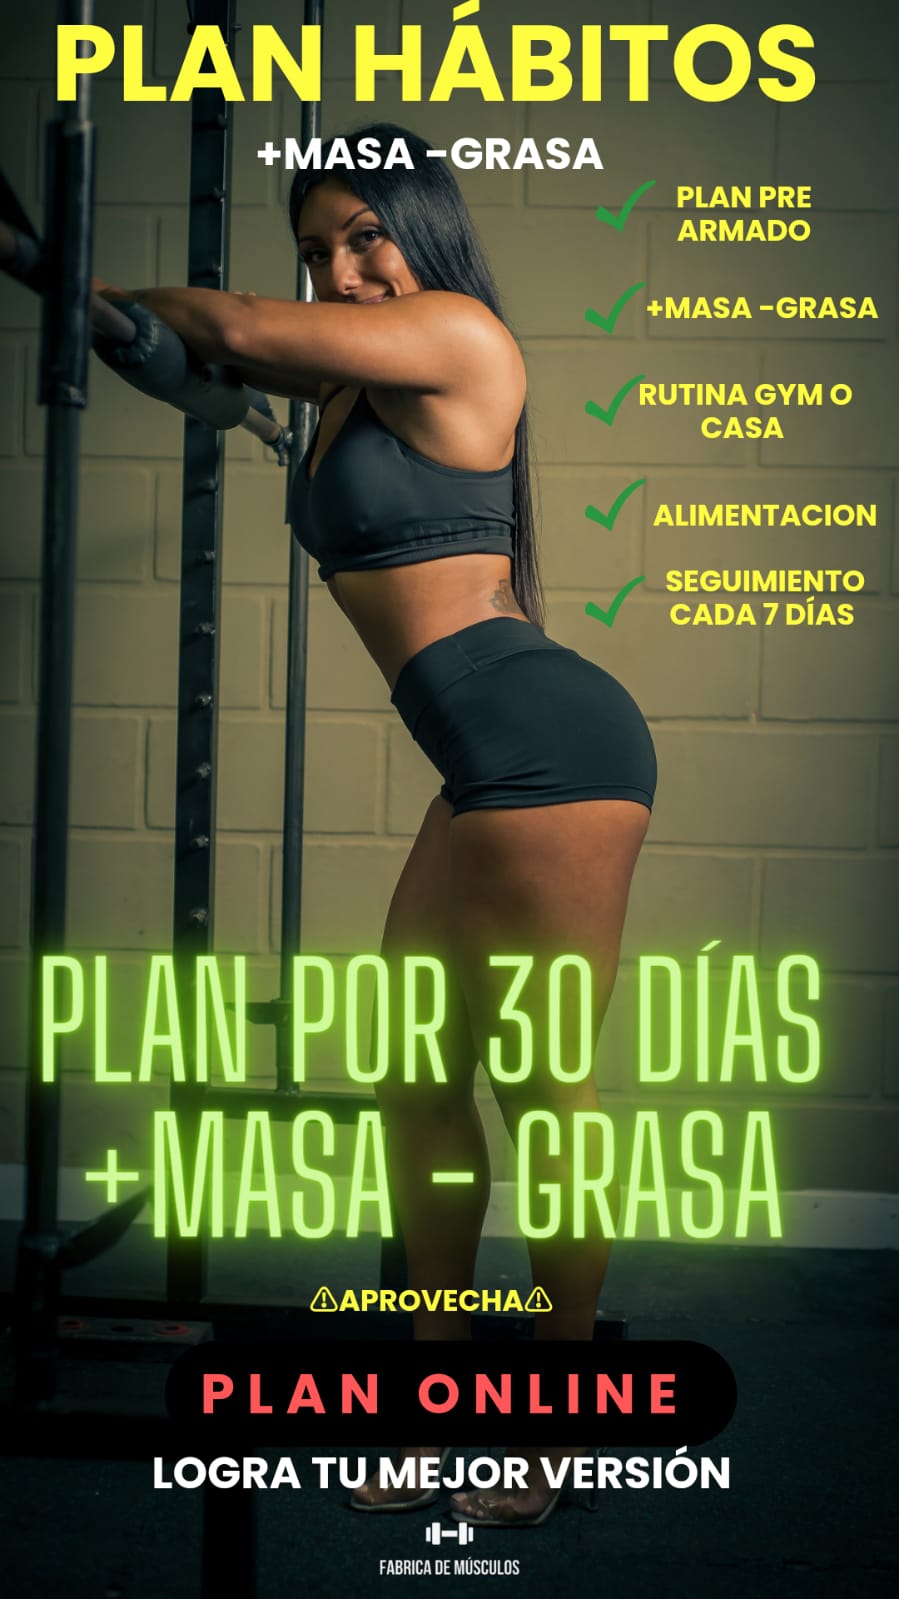 PLAN HÁBITOS
+MASA -GRASA
PLAN PRE
ARMADO
+MASA -GRASA
RUTINA GYM O
CASA
ALIMENTACION
SEGUIMIENTO
CADA 7 DÍAS
PLAN POR 30 DÍAS
+MASA - GRASA
⚠APROVECHA⚠
PLAN ONLINE
LOGRA TU MEJOR VERSIÓN
FABRICA DE MÚSCULOS